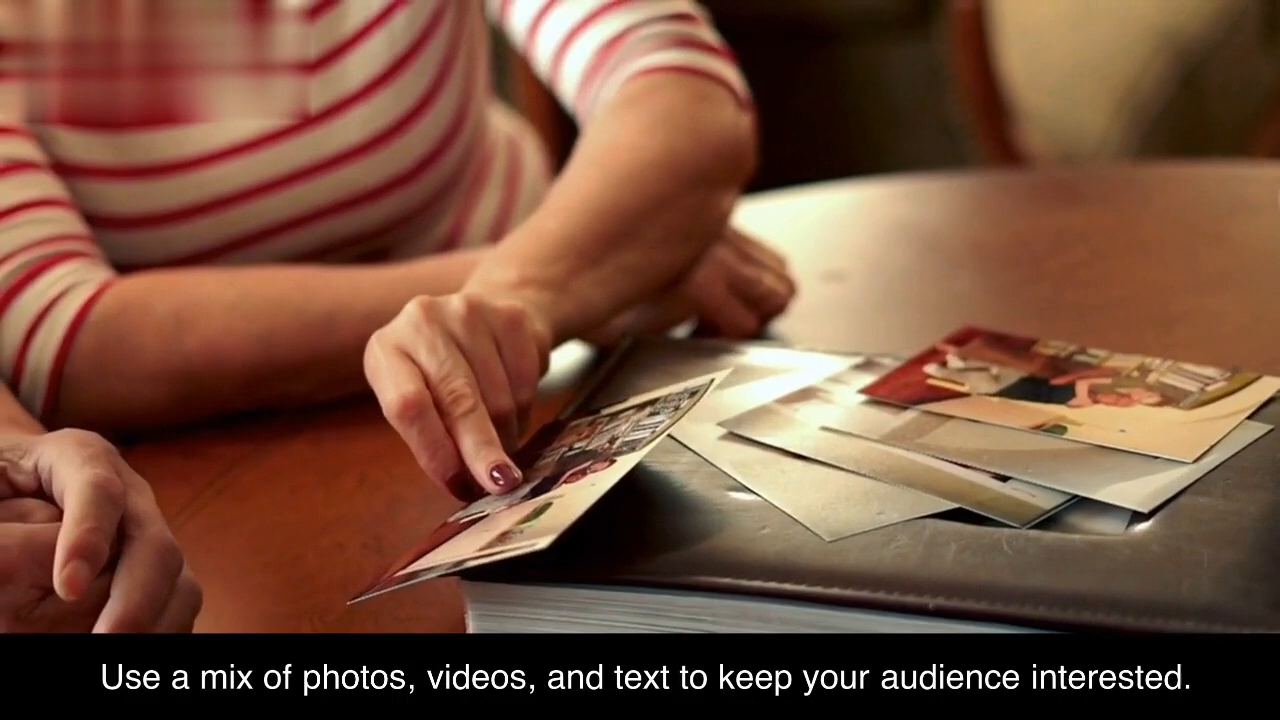 Use a mix of photos, videos, and text to keep your audience interested.